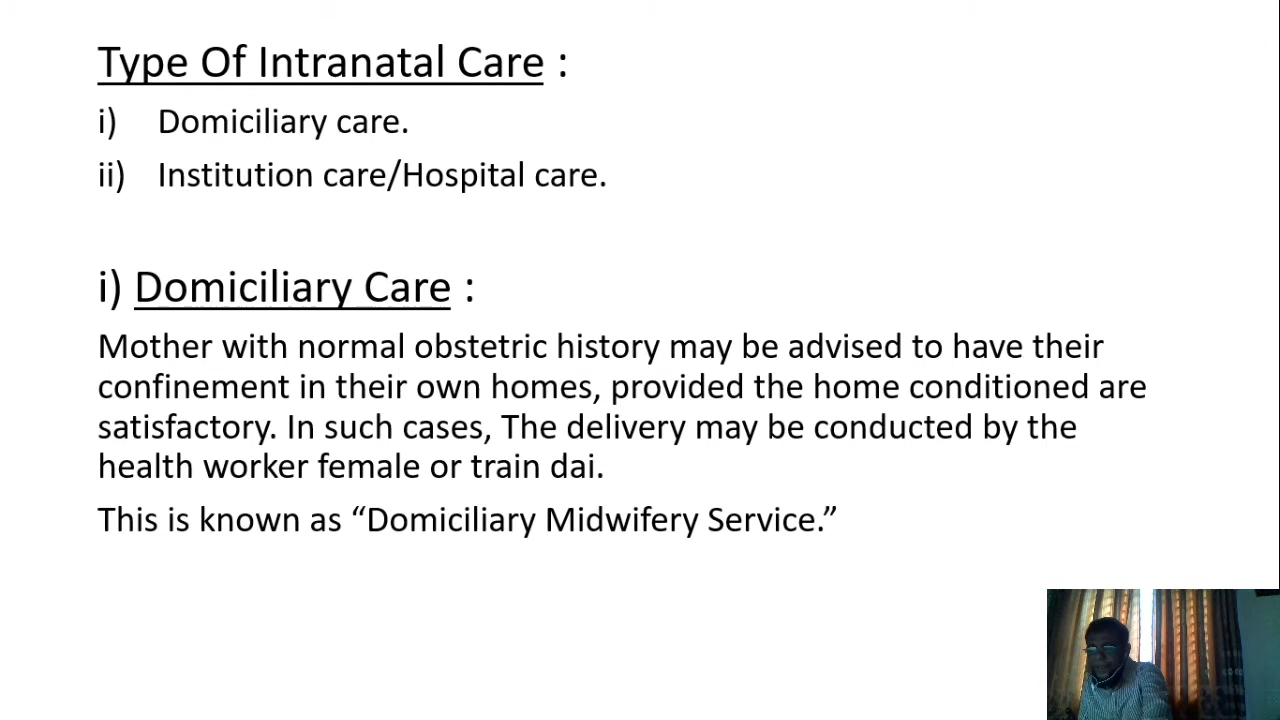 Type Of Intranatal Care :
i) Domiciliary care.
ii) Institution care/Hospital care.
i) Domiciliary Care :
Mother with normal obstetric history may be advised to have their
confinement in their own homes, provided the home conditioned are
satisfactory. In such cases, The delivery may be conducted by the
health worker female or train dai.
This is known as “Domiciliary Midwifery Service.”